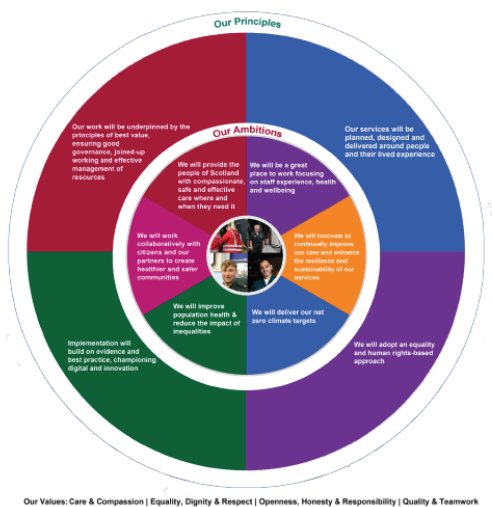 Our Principles
Our work will be underpinned by the
principles of best value,
ensuring good
governance, joined-up
working and effective
management of
resources
Our services will be
planned, designed and
delivered around people
and their lived experience
Our Ambitions
We will provide the
people of Scotland
with compassionate,
safe and effective
care where and
when they need it
We will be a great
place to work focusing
on staff experience, health
and wellbeing
We will work
collaboratively with
citizens and our
partners to create
healthier and safer
communities
We will innovate to
continually improve
our care and enhance
the resilience and
sustainability of our
services
We will improve
population health &
reduce the impact of
inequalities
We will deliver our net
zero climate targets
Implementation will
build on evidence and
best practice, championing
digital and innovation
We will adopt an equality
and human rights-based
approach
Our Values: Care & Compassion | Equality, Dignity & Respect | Openness, Honesty & Responsibility | Quality & Teamwork